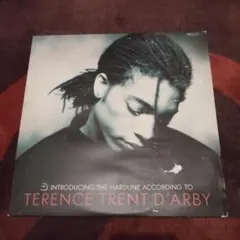 INTRODUCING THE HARDLINE ACCORDING TO
TERENCE TRENT D'ARBY